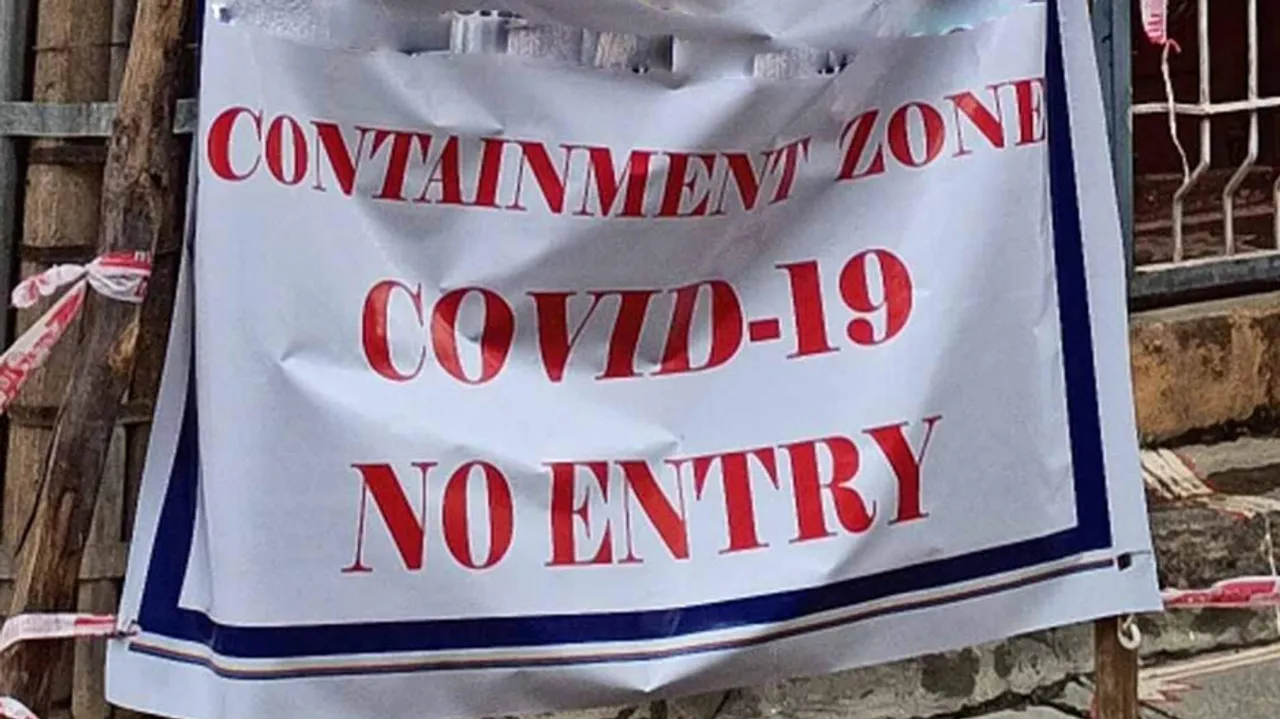 CONTAINMENT ZONE
COVID-19
NO ENTRY